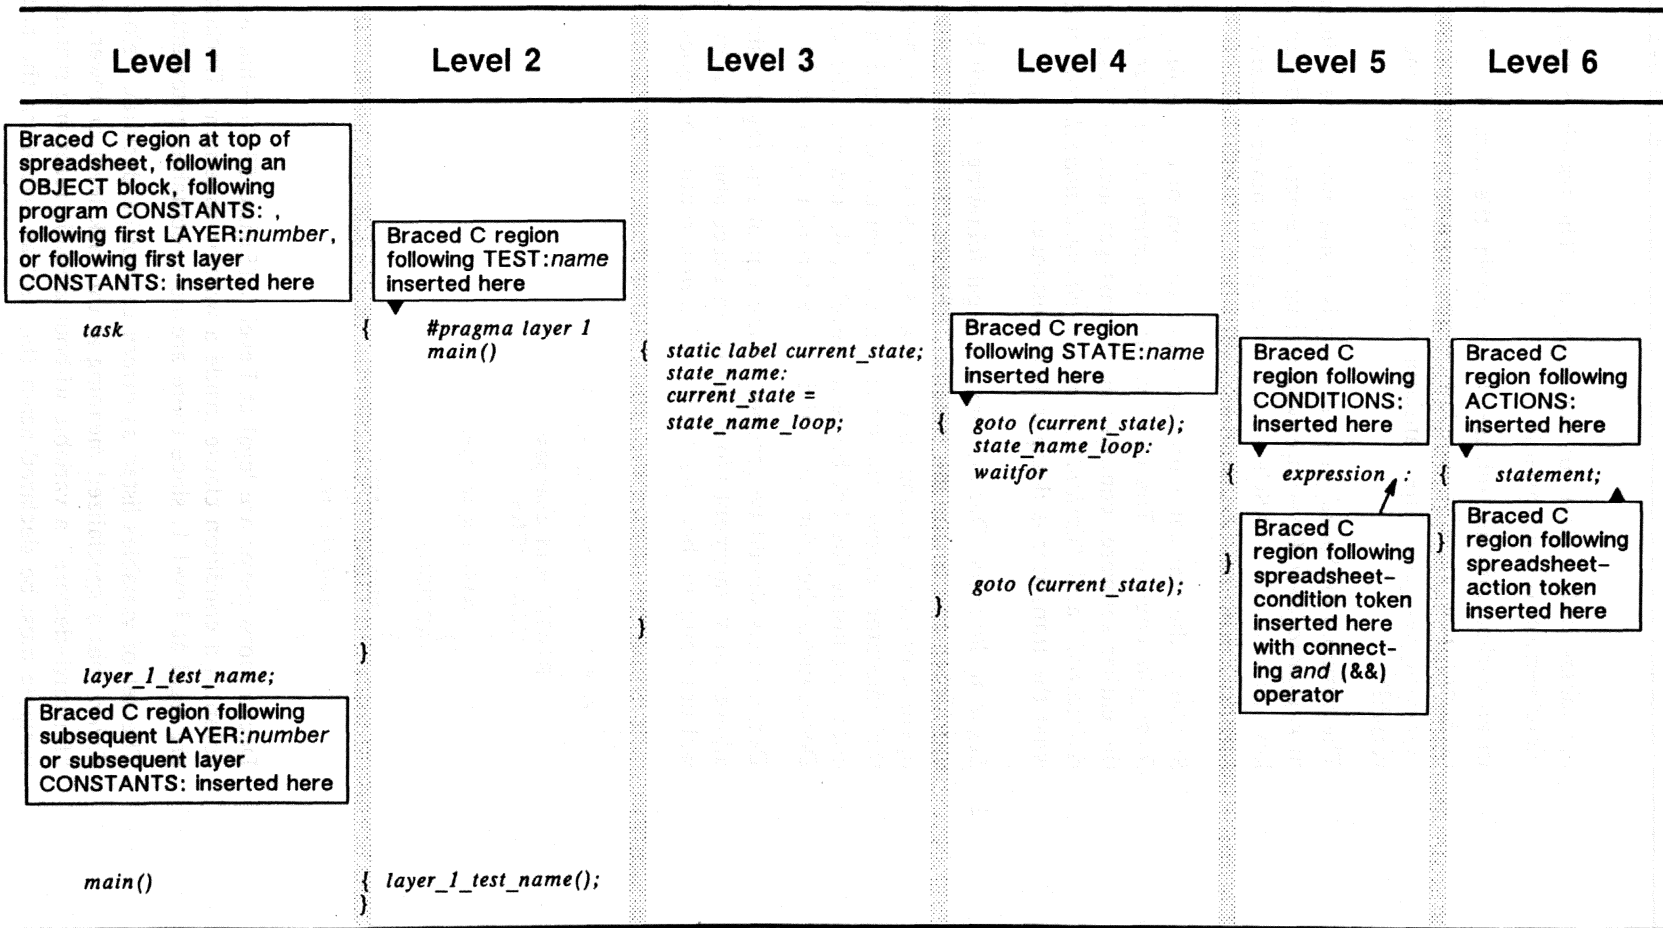 Level 1 Level 2 Level 3 Level 4 Level 5 Level 6
Braced C region at top of
spreadsheet, following an
OBJECT block, following
program CONSTANTS: ,
following first LAYER:number,
or following first layer
CONSTANTS: inserted here
task
Braced C region
following TEST:name
inserted here
{ #pragma layer 1
main()
{ static label current_state;
state_name:
current_state =
state_name_loop;
Braced C region
following STATE:name
inserted here
{ goto (current_state);
state_name_loop:
waitfor
Braced C
region following
CONDITIONS:
inserted here
{ expression :
Braced C
region following
spreadsheet-
condition token
inserted here
with connect-
ing and (&&)
operator
Braced C
region following
ACTIONS:
inserted here
{ statement;
Braced C
region following
spreadsheet-
action token
inserted here
}
}
goto (current_state);
}
}
}
layer_1_test_name;
Braced C region following
subsequent LAYER:number
or subsequent layer
CONSTANTS: inserted here
main() { layer_1_test_name();
}